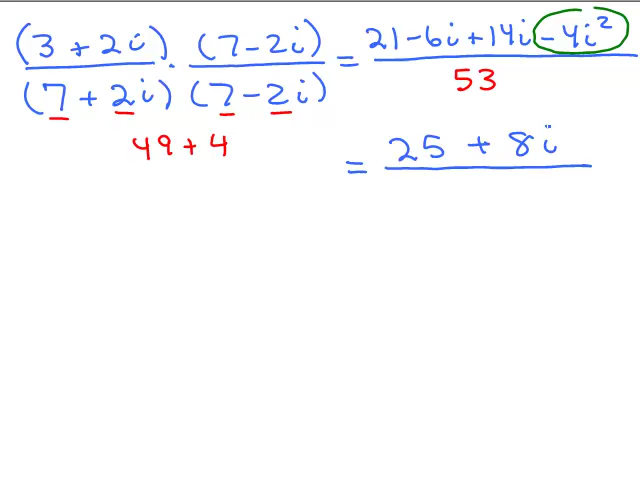 (3 + 2i)/(7 + 2i) · (7 - 2i)/(7 - 2i) = (21 - 6i + 14i - 4i²)/53
49 + 4
= 25 + 8i